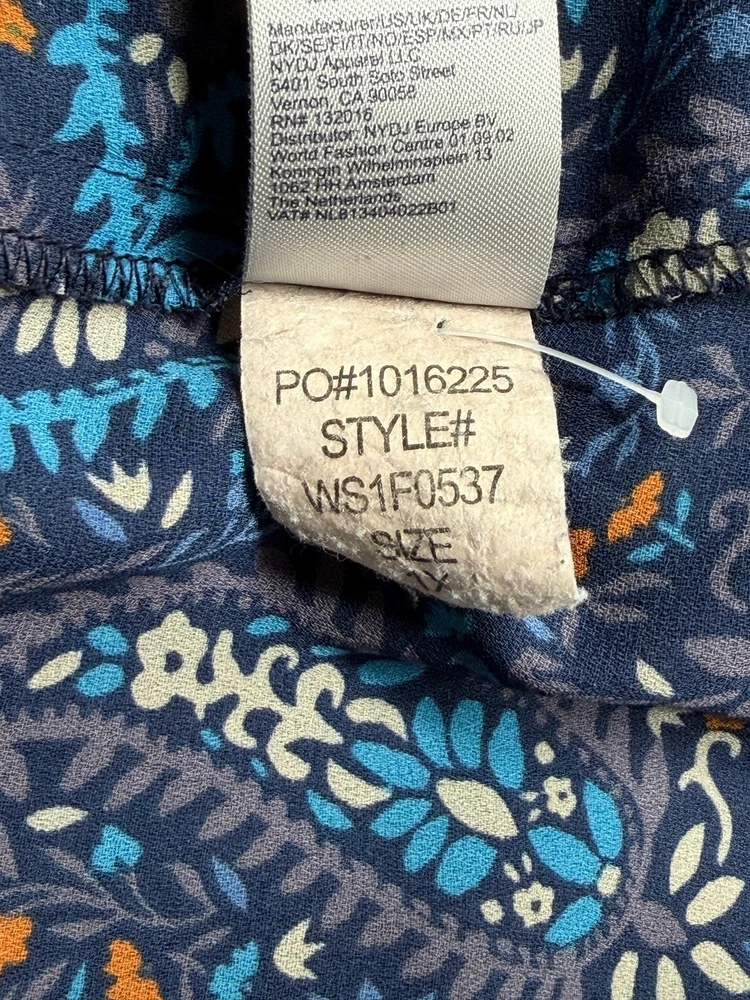 Manufacturer/US/UK/DE/FR/NL/
DK/SE/FI/IT/NO/ESP/MX/PT/RU/JP
NYDJ Apparel LLC
5401 South Soto Street
Vernon, CA 90058
RN# 132016
Distributor: NYDJ Europe BV
World Fashion Centre 01.09.02
Koningin Wilhelminaplein 13
1062 HH Amsterdam
The Netherlands
VAT# NL813404022B01
PO#1016225
STYLE#
WS1F0537
SIZE
1X